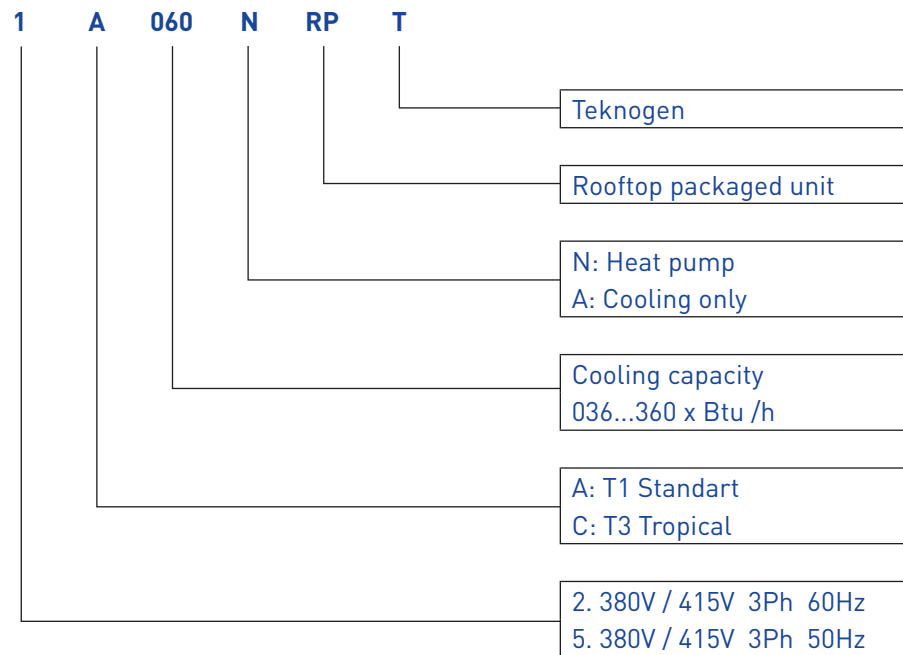 1 A 060 N RP T
Teknogen
Rooftop packaged unit
N: Heat pump
A: Cooling only
Cooling capacity
036...360 x Btu /h
A: T1 Standart
C: T3 Tropical
2. 380V / 415V 3Ph 60Hz
5. 380V / 415V 3Ph 50Hz